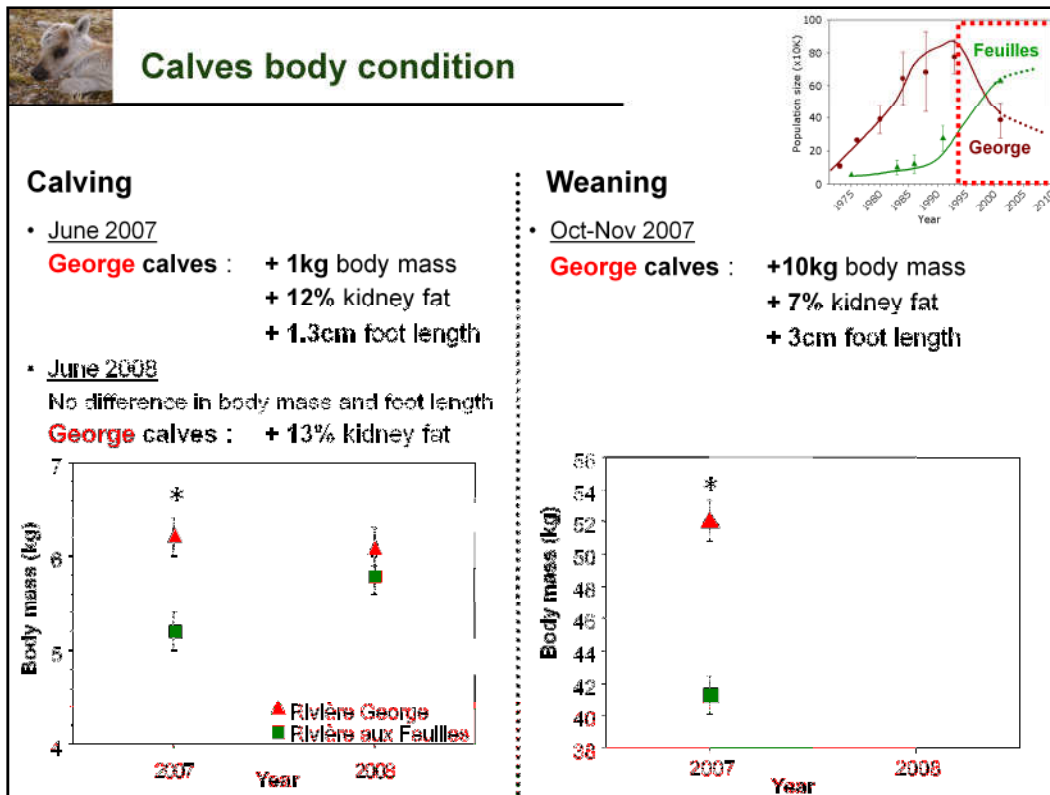 Calves body condition
Population size (x10K)
100
80
60
40
20
0
1975
1980
1985
1990
1995
2000
2005
2010
Year
Feuilles
George
Calving
• June 2007
George calves : + 1kg body mass
+ 12% kidney fat
+ 1.3cm foot length
• June 2008
No difference in body mass and foot length
George calves : + 13% kidney fat
Body mass (kg)
7
6
5
4
*
▲ Rivière George
■ Rivière aux Feuilles
2007
2008
Year
Weaning
• Oct-Nov 2007
George calves : +10kg body mass
+ 7% kidney fat
+ 3cm foot length
Body mass (kg)
56
54
52
50
48
46
44
42
40
38
*
2007
2008
Year